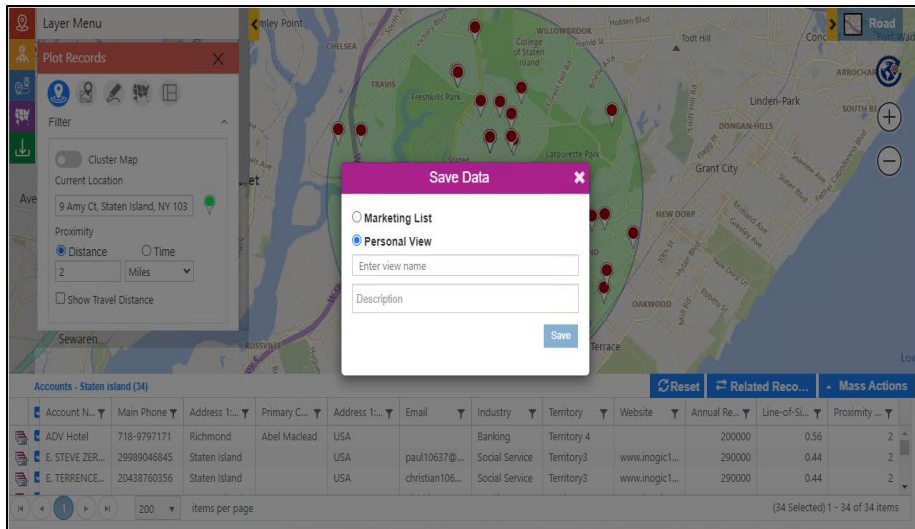 Layer Menu
Plot Records
Filter
Cluster Map
Current Location
9 Amy Ct, Staten Island, NY 103
Proximity
Distance
Time
2
Miles
Show Travel Distance
Sewaren
Road
CHELSEA
TRAVIS
Freshkills Park
College
of Staten
Island
WILLOWBROOK
Holden Blvd
Harold St
Todt Hill
Linden-Park
DONGAN-HILLS
Grant City
NEW DORP
Latourette Park
Staten
OAKWOOD
Terrace
Save Data
Marketing List
Personal View
Enter view name
Description
Save
Accounts - Staten island (34)
Reset
Related Reco...
Mass Actions
Account N...
Main Phone
Address 1:...
Primary C...
Address 1:...
Email
Industry
Territory
Website
Annual Re...
Line-of-Si...
Proximity ...
ADV Hotel 718-9797171 Richmond Abel Maclead USA Banking Territory 4 200000 0.56 2
E. STEVE ZER... 29989046845 Staten Island USA paul10637@... Social Service Territory3 www.inogic1... 290000 0.44 2
E. TERRENCE... 20438760356 Staten Island USA christian106... Social Service Territory3 www.inogic1... 290000 0.44 2
1
200
items per page
(34 Selected) 1 - 34 of 34 items